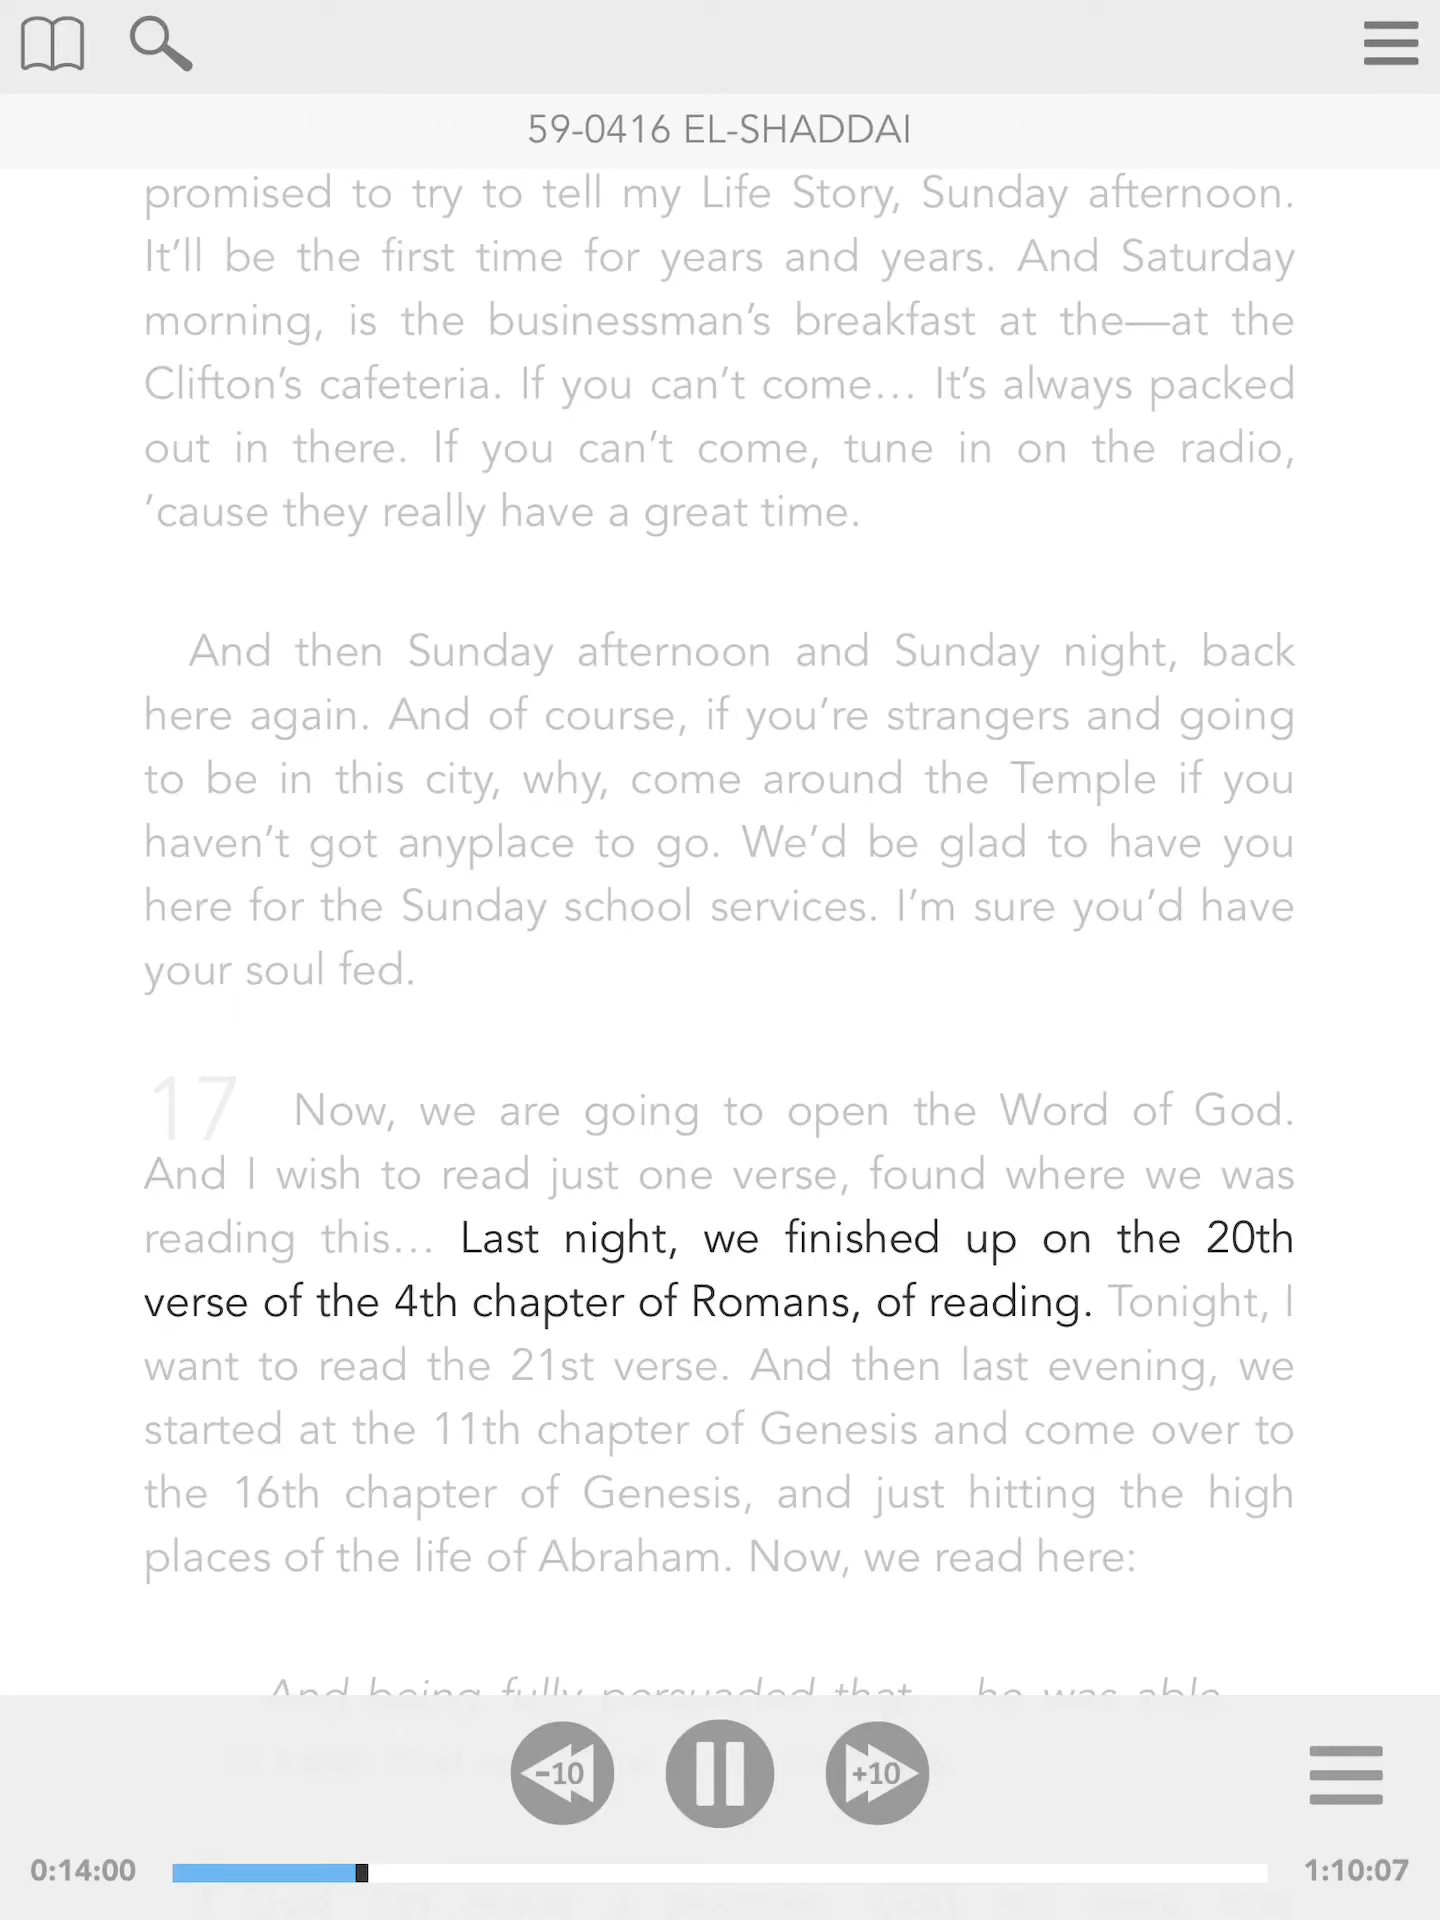 59-0416 EL-SHADDAI
promised to try to tell my Life Story, Sunday afternoon.
It’ll be the first time for years and years. And Saturday
morning, is the businessman’s breakfast at the—at the
Clifton’s cafeteria. If you can’t come… It’s always packed
out in there. If you can’t come, tune in on the radio,
’cause they really have a great time.
And then Sunday afternoon and Sunday night, back
here again. And of course, if you’re strangers and going
to be in this city, why, come around the Temple if you
haven’t got anyplace to go. We’d be glad to have you
here for the Sunday school services. I’m sure you’d have
your soul fed.
17 Now, we are going to open the Word of God.
And I wish to read just one verse, found where we was
reading this… Last night, we finished up on the 20th
verse of the 4th chapter of Romans, of reading. Tonight, I
want to read the 21st verse. And then last evening, we
started at the 11th chapter of Genesis and come over to
the 16th chapter of Genesis, and just hitting the high
places of the life of Abraham. Now, we read here:
And being fully persuaded that… he was able
-10 +10
0:14:00 1:10:07